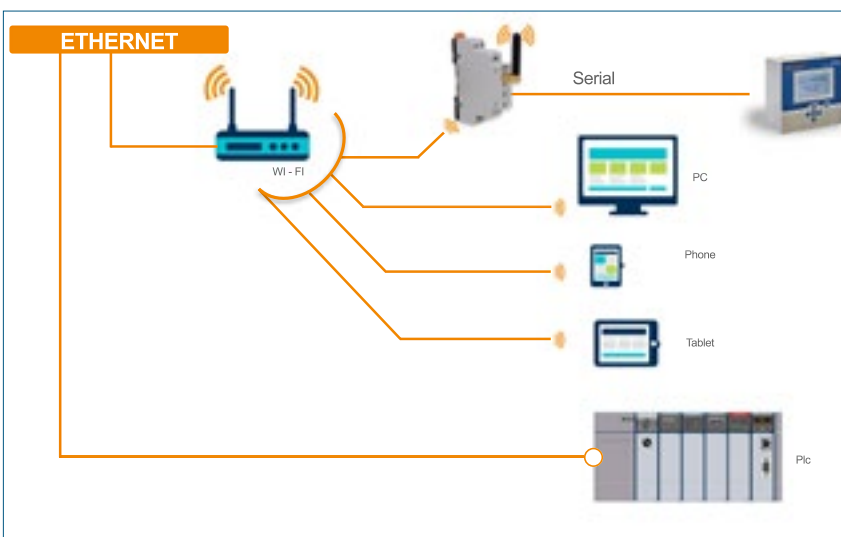 ETHERNET
Serial
WI - FI
PC
Phone
Tablet
Plc